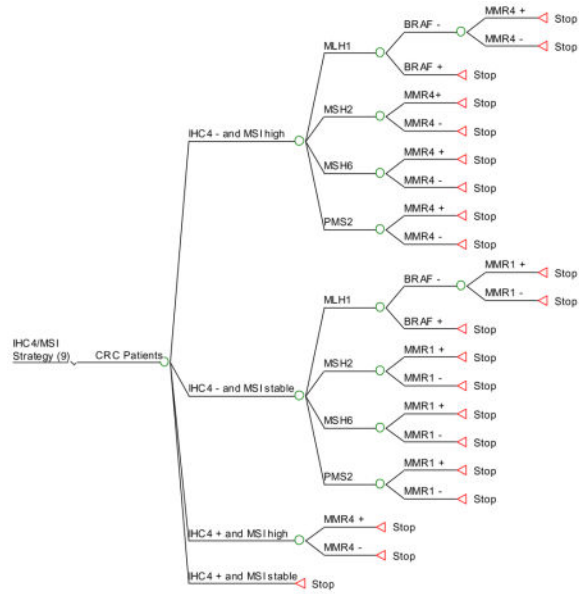 MMR4 +
Stop
BRAF -
MMR4 -
Stop
MLH1
BRAF +
Stop
MMR4+
Stop
MSH2
MMR4 -
Stop
IHC4 - and MSI high
MMR4 +
Stop
MSH6
MMR4 -
Stop
MMR4 +
Stop
PMS2
MMR4 -
Stop
MMR1 +
Stop
BRAF -
MMR1 -
Stop
MLH1
BRAF +
Stop
IHC4/MSI
Strategy (9)
CRC Patients
MMR1 +
Stop
MSH2
MMR1 -
Stop
IHC4 - and MSI stable
MMR1 +
Stop
MSH6
MMR1 -
Stop
MMR1 +
Stop
PMS2
MMR1 -
Stop
MMR4 +
Stop
IHC4 + and MSI high
MMR4 -
Stop
IHC4 + and MSI stable
Stop